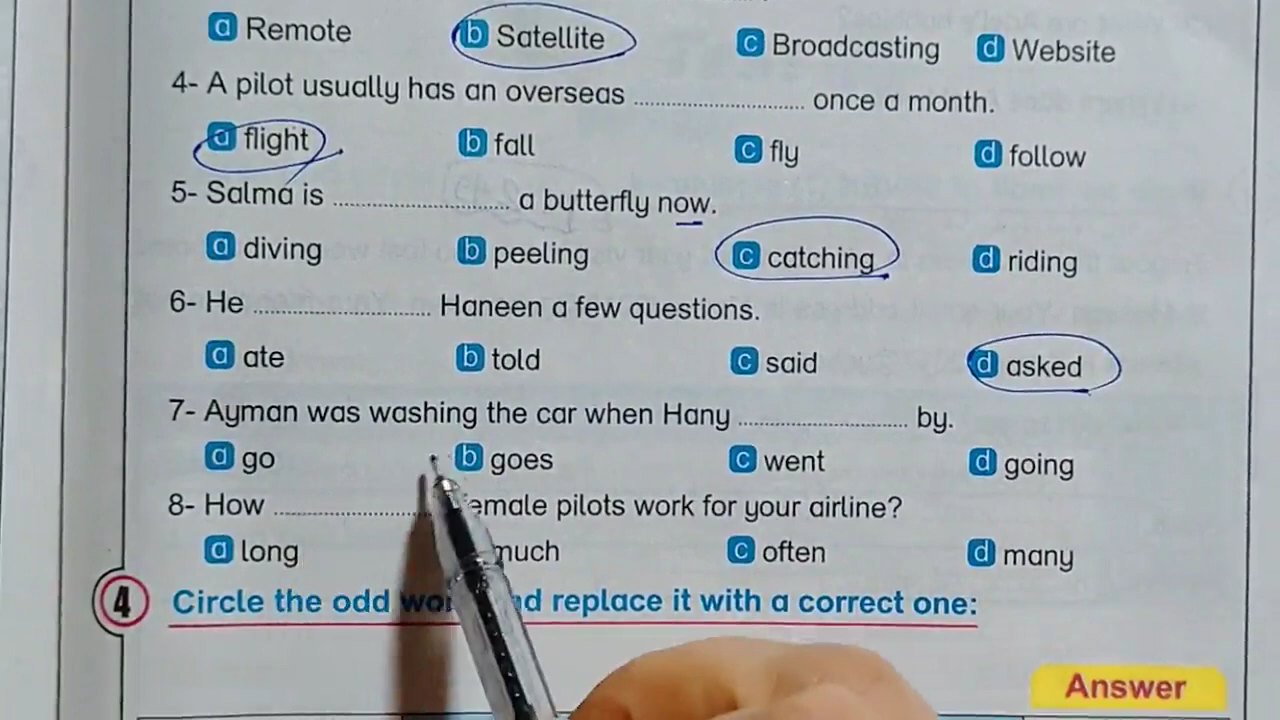 a Remote b Satellite c Broadcasting d Website
4- A pilot usually has an overseas ........................... once a month.
a flight b fall c fly d follow
5- Salma is ........................... a butterfly now.
a diving b peeling c catching d riding
6- He ........................... Haneen a few questions.
a ate b told c said d asked
7- Ayman was washing the car when Hany ........................... by.
a go b goes c went d going
8- How ........................... emale pilots work for your airline?
a long much c often d many
4 Circle the odd wo nd replace it with a correct one:
Answer